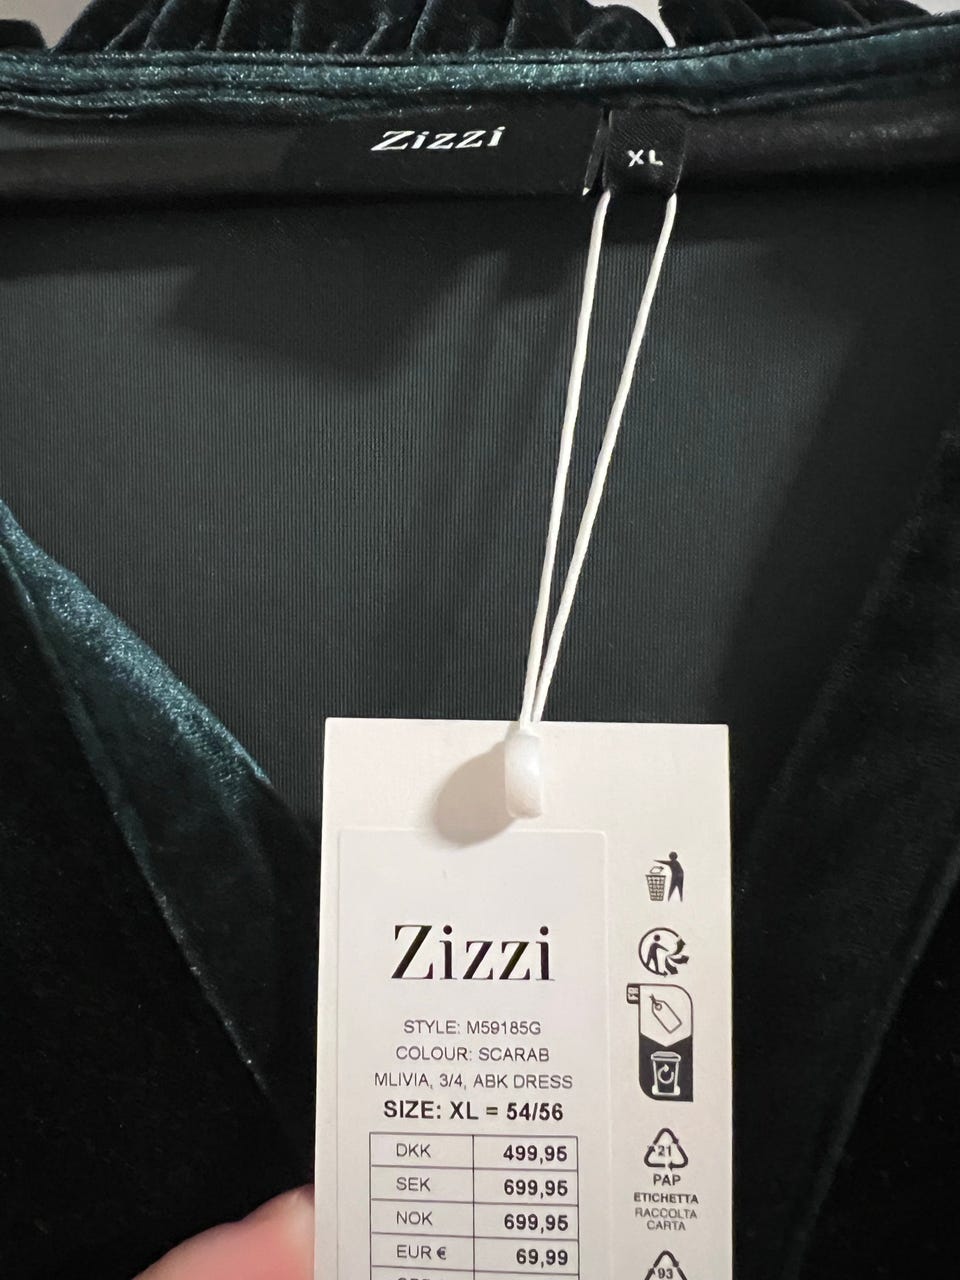 Zizzi
XL
Zizzi
STYLE: M59185G
COLOUR: SCARAB
MLIVIA, 3/4, ABK DRESS
SIZE: XL = 54/56
DKK 499,95
SEK 699,95
NOK 699,95
EUR € 69,99
21
PAP
ETICHETTA
RACCOLTA
CARTA
93